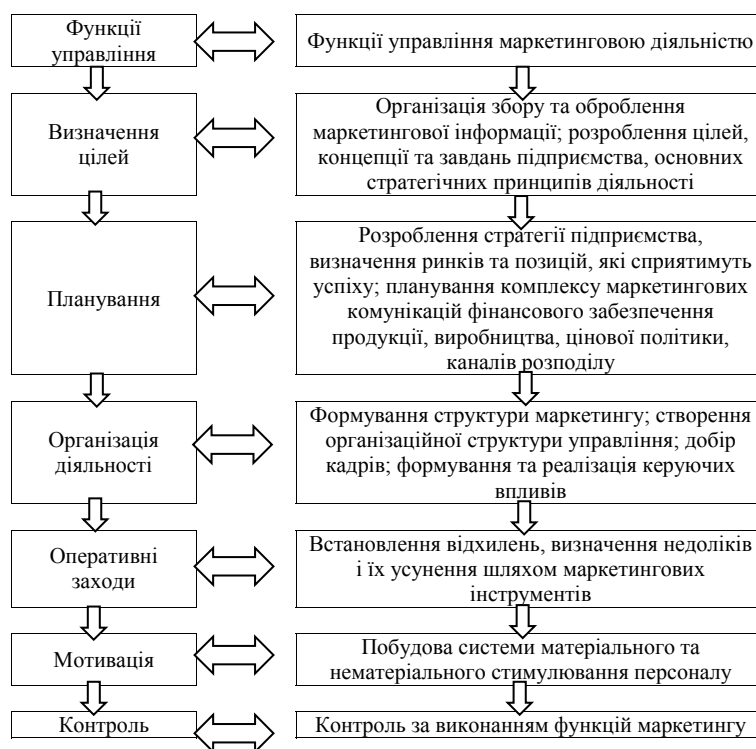 Функції
управління
Функції управління маркетинговою діяльністю
Визначення
цілей
Організація збору та оброблення
маркетингової інформації; розроблення цілей,
концепції та завдань підприємства, основних
стратегічних принципів діяльності
Планування
Розроблення стратегії підприємства,
визначення ринків та позицій, які сприятимуть
успіху; планування комплексу маркетингових
комунікацій фінансового забезпечення
продукції, виробництва, цінової політики,
каналів розподілу
Організація
діяльності
Формування структури маркетингу; створення
організаційної структури управління; добір
кадрів; формування та реалізація керуючих
впливів
Оперативні
заходи
Встановлення відхилень, визначення недоліків
і їх усунення шляхом маркетингових
інструментів
Мотивація
Побудова системи матеріального та
нематеріального стимулювання персоналу
Контроль
Контроль за виконанням функцій маркетингу